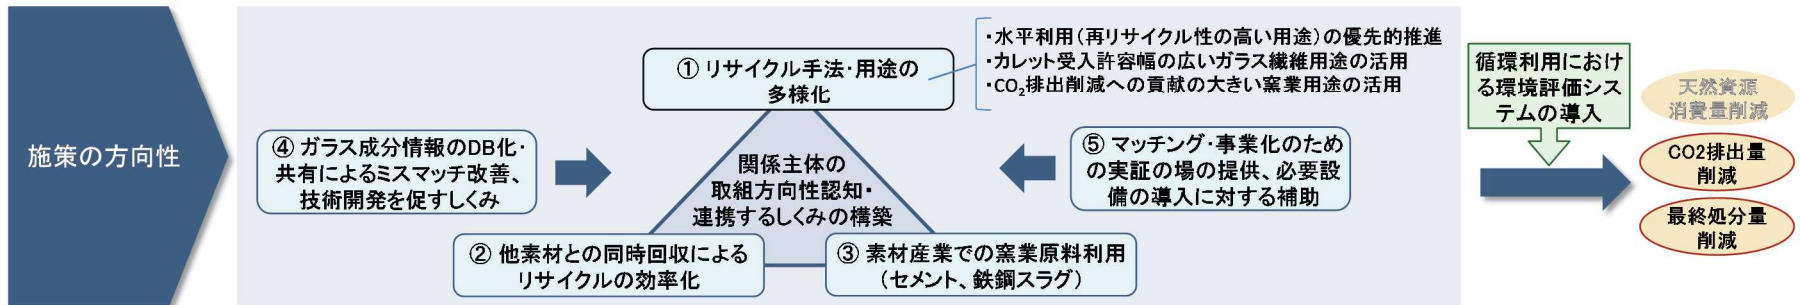 施策の方向性
① リサイクル手法・用途の
多様化
・水平利用(再リサイクル性の高い用途)の優先的推進
・カレット受入許容幅の広いガラス繊維用途の活用
・CO₂排出削減への貢献の大きい窯業用途の活用
④ ガラス成分情報のDB化・
共有によるミスマッチ改善、
技術開発を促すしくみ
関係主体の
取組方向性認知・
連携するしくみの構築
⑤ マッチング・事業化のため
の実証の場の提供、必要設
備の導入に対する補助
② 他素材との同時回収による
リサイクルの効率化
③ 素材産業での窯業原料利用
(セメント、鉄鋼スラグ)
循環利用におけ
る環境評価シス
テムの導入
天然資源
消費量削減
CO2排出量
削減
最終処分量
削減